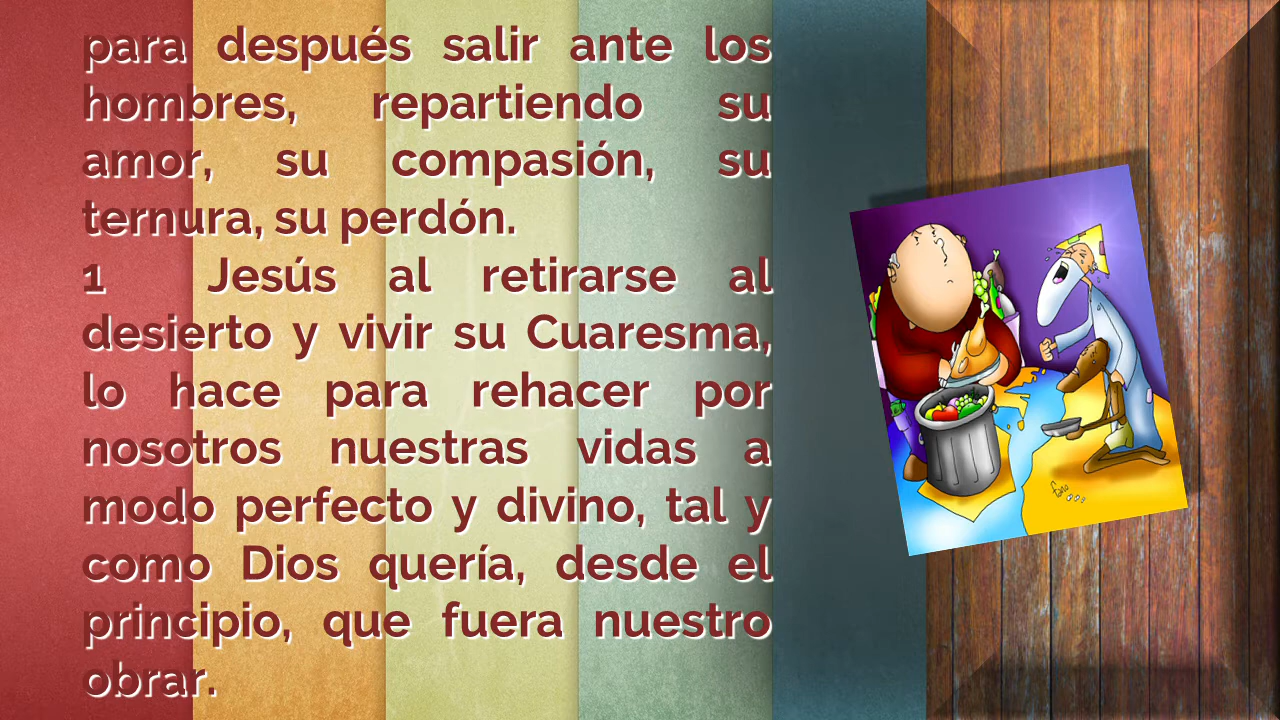 para después salir ante los
hombres, repartiendo su
amor, su compasión, su
ternura, su perdón.
1 Jesús al retirarse al
desierto y vivir su Cuaresma,
lo hace para rehacer por
nosotros nuestras vidas a
modo perfecto y divino, tal y
como Dios quería, desde el
principio, que fuera nuestro
obrar.
fano